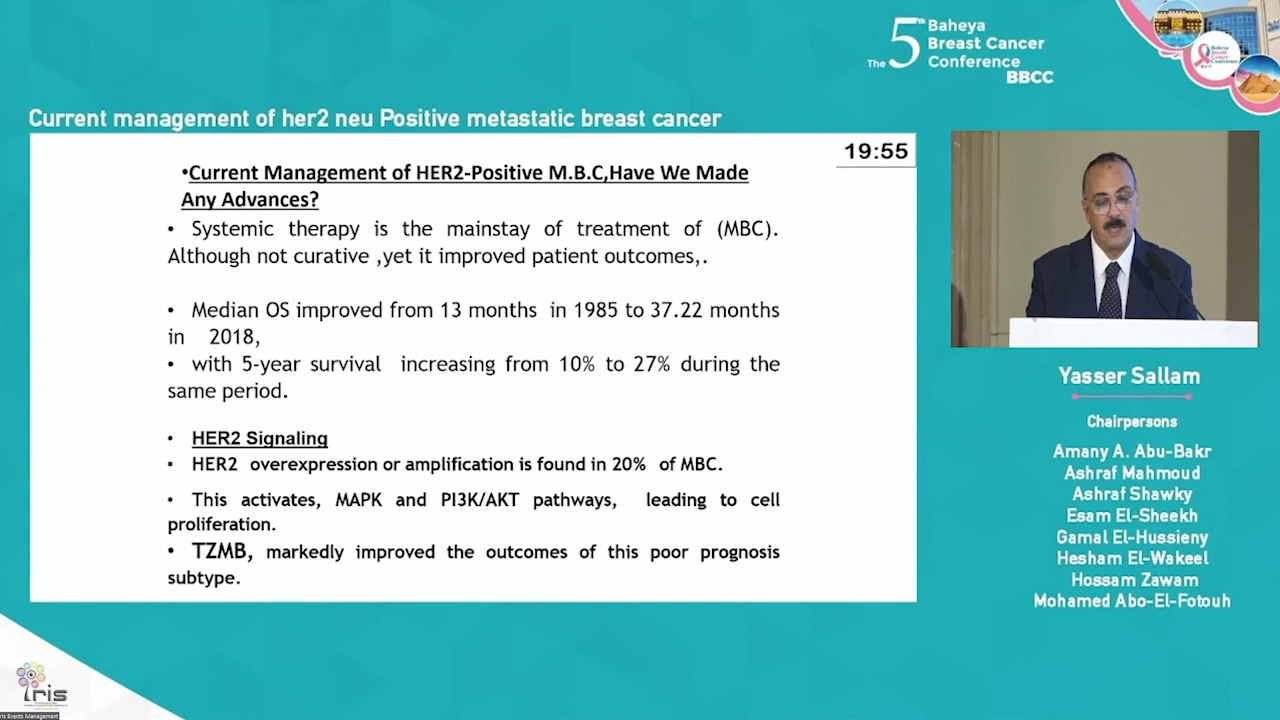 The 5th Baheya
Breast Cancer
Conference
BBCC
Current management of her2 neu Positive metastatic breast cancer
19:55
•Current Management of HER2-Positive M.B.C,Have We Made
Any Advances?
• Systemic therapy is the mainstay of treatment of (MBC).
Although not curative ,yet it improved patient outcomes,.
• Median OS improved from 13 months in 1985 to 37.22 months
in 2018,
• with 5-year survival increasing from 10% to 27% during the
same period.
• HER2 Signaling
• HER2 overexpression or amplification is found in 20% of MBC.
• This activates, MAPK and PI3K/AKT pathways, leading to cell
proliferation.
• TZMB, markedly improved the outcomes of this poor prognosis
subtype.
Yasser Sallam
Chairpersons
Amany A. Abu-Bakr
Ashraf Mahmoud
Ashraf Shawky
Esam El-Sheekh
Gamal El-Hussieny
Hesham El-Wakeel
Hossam Zawam
Mohamed Abo-El-Fotouh
Iris
ris Events Management